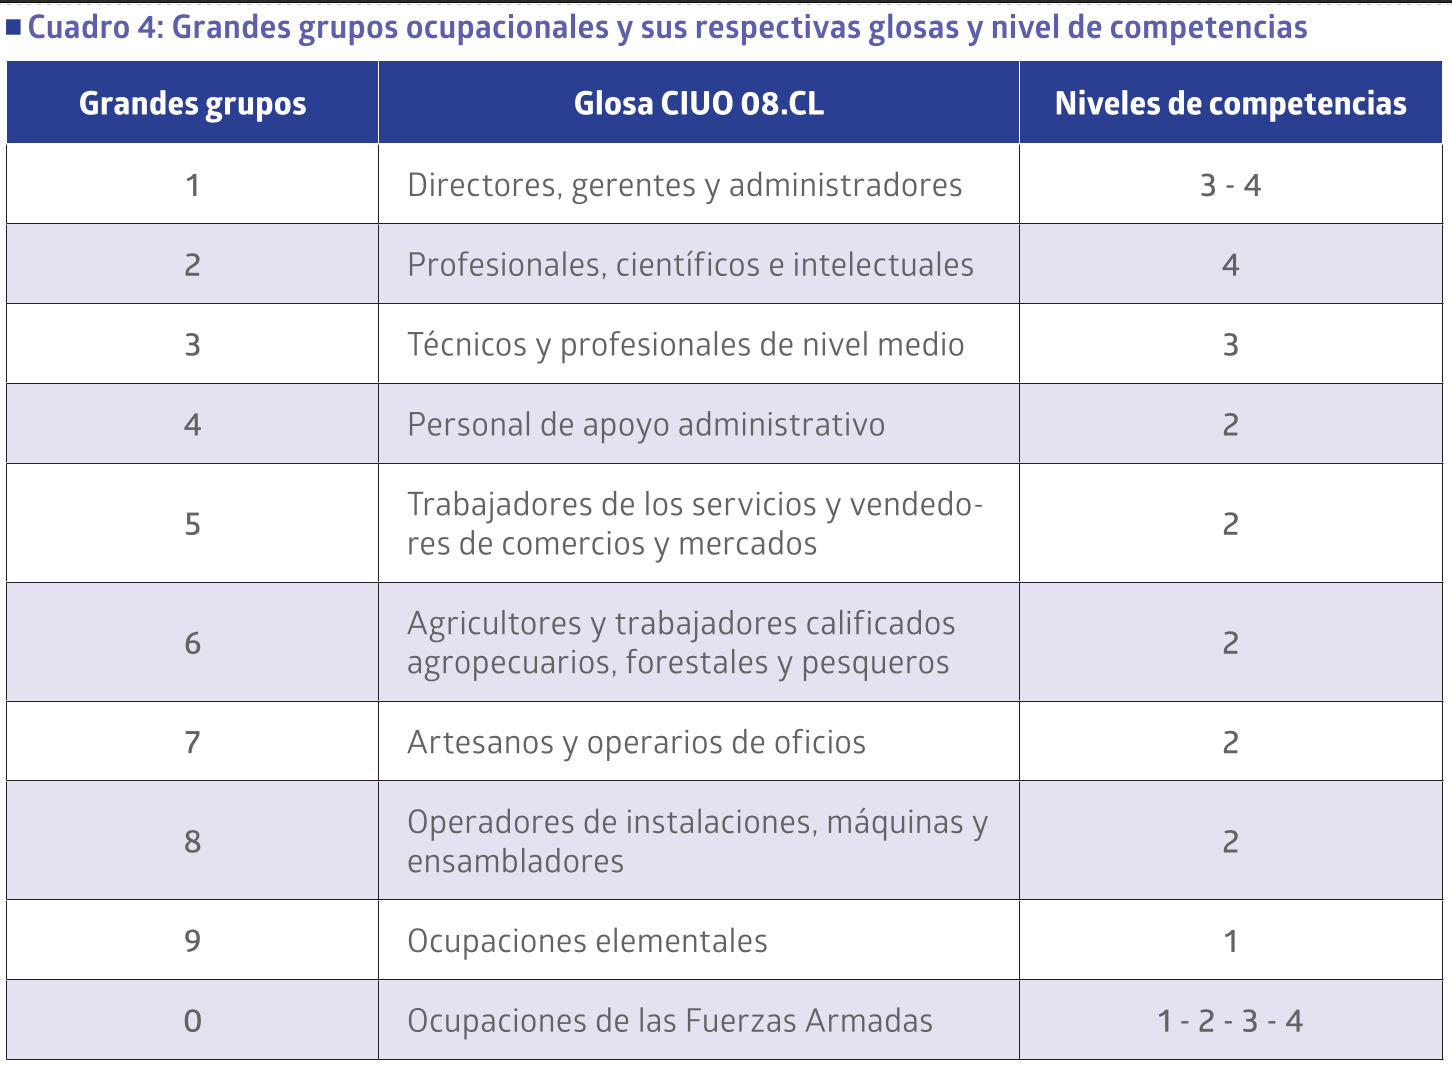 Cuadro 4: Grandes grupos ocupacionales y sus respectivas glosas y nivel de competencias
Grandes grupos Glosa CIUO 08.CL Niveles de competencias
1 Directores, gerentes y administradores 3 - 4
2 Profesionales, científicos e intelectuales 4
3 Técnicos y profesionales de nivel medio 3
4 Personal de apoyo administrativo 2
5 Trabajadores de los servicios y vendedo-
res de comercios y mercados 2
6 Agricultores y trabajadores calificados
agropecuarios, forestales y pesqueros 2
7 Artesanos y operarios de oficios 2
8 Operadores de instalaciones, máquinas y
ensambladores 2
9 Ocupaciones elementales 1
0 Ocupaciones de las Fuerzas Armadas 1 - 2 - 3 - 4